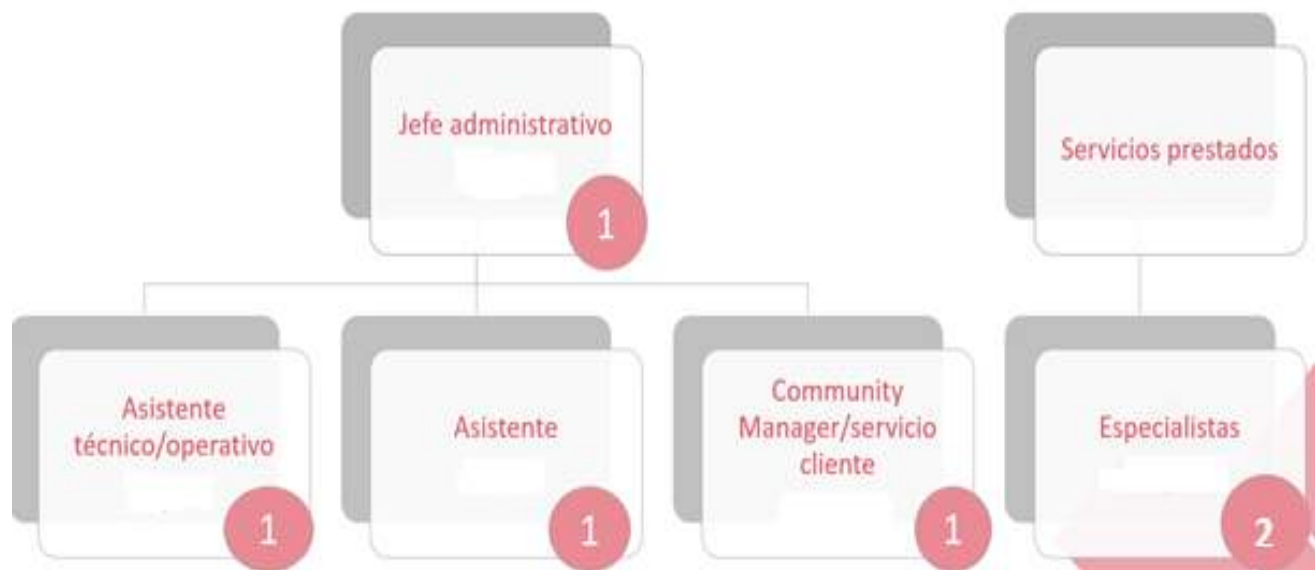 Jefe administrativo
1
Servicios prestados
Asistente
técnico/operativo
1
Asistente
1
Community
Manager/servicio
cliente
1
Especialistas
2